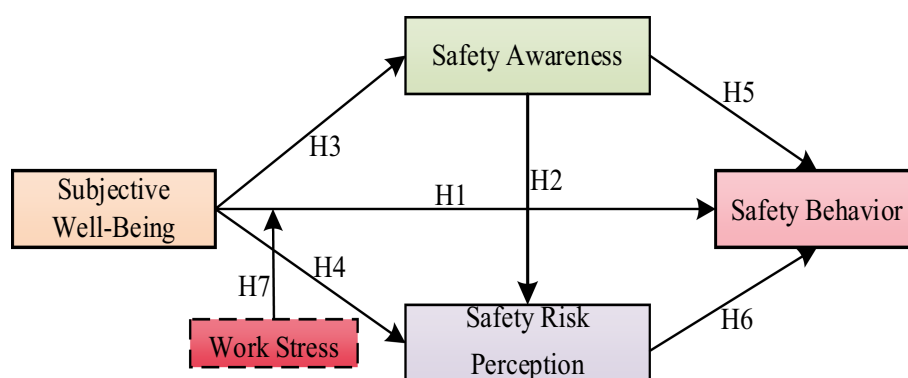 Safety Awareness
H5
H3
H2
Subjective
Well-Being
H1
Safety Behavior
H4
H7
Safety Risk
Perception
H6
Work Stress